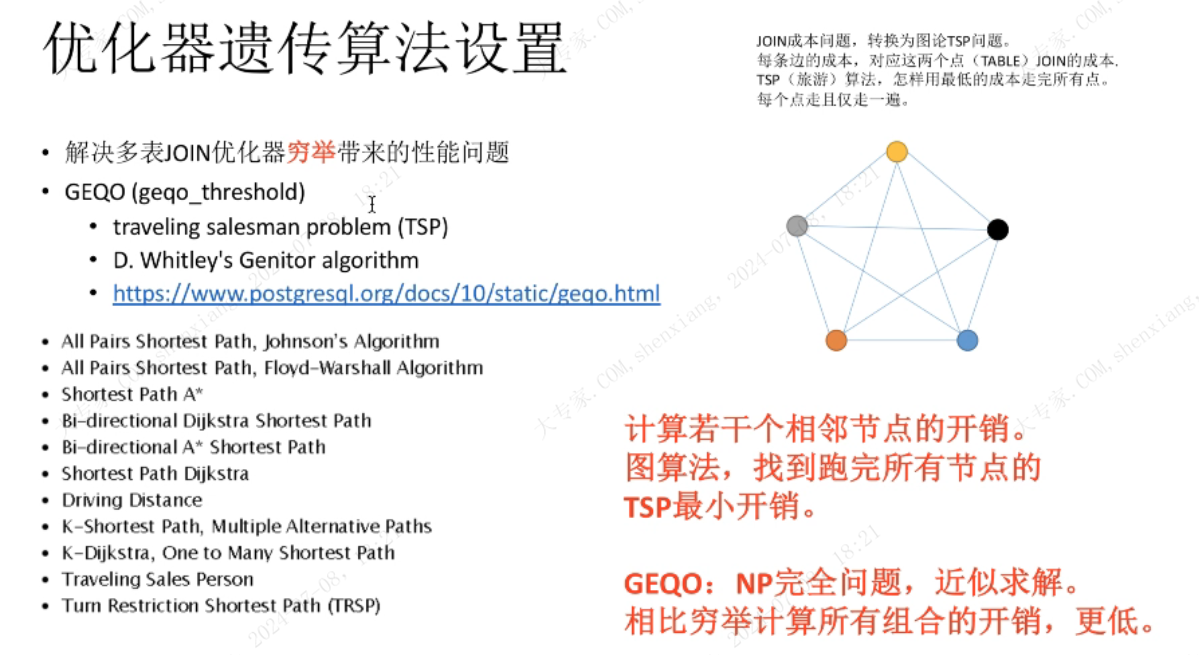 优化器遗传算法设置
JOIN成本问题，转换为图论TSP问题。
每条边的成本，对应这两个点（TABLE）JOIN的成本.
TSP（旅游）算法，怎样用最低的成本走完所有点。
每个点走且仅走一遍。
• 解决多表JOIN优化器穷举带来的性能问题
• GEQO (geqo_threshold)
• traveling salesman problem (TSP)
• D. Whitley's Genitor algorithm
• https://www.postgresql.org/docs/10/static/geqo.html
• All Pairs Shortest Path, Johnson's Algorithm
• All Pairs Shortest Path, Floyd-Warshall Algorithm
• Shortest Path A*
• Bi-directional Dijkstra Shortest Path
• Bi-directional A* Shortest Path
• Shortest Path Dijkstra
• Driving Distance
• K-Shortest Path, Multiple Alternative Paths
• K-Dijkstra, One to Many Shortest Path
• Traveling Sales Person
• Turn Restriction Shortest Path (TRSP)
计算若干个相邻节点的开销。
图算法，找到跑完所有节点的
TSP最小开销。
GEQO：NP完全问题，近似求解。
相比穷举计算所有组合的开销，更低。
大专家.COM,shenxiang, 2024-07-08, 18:21